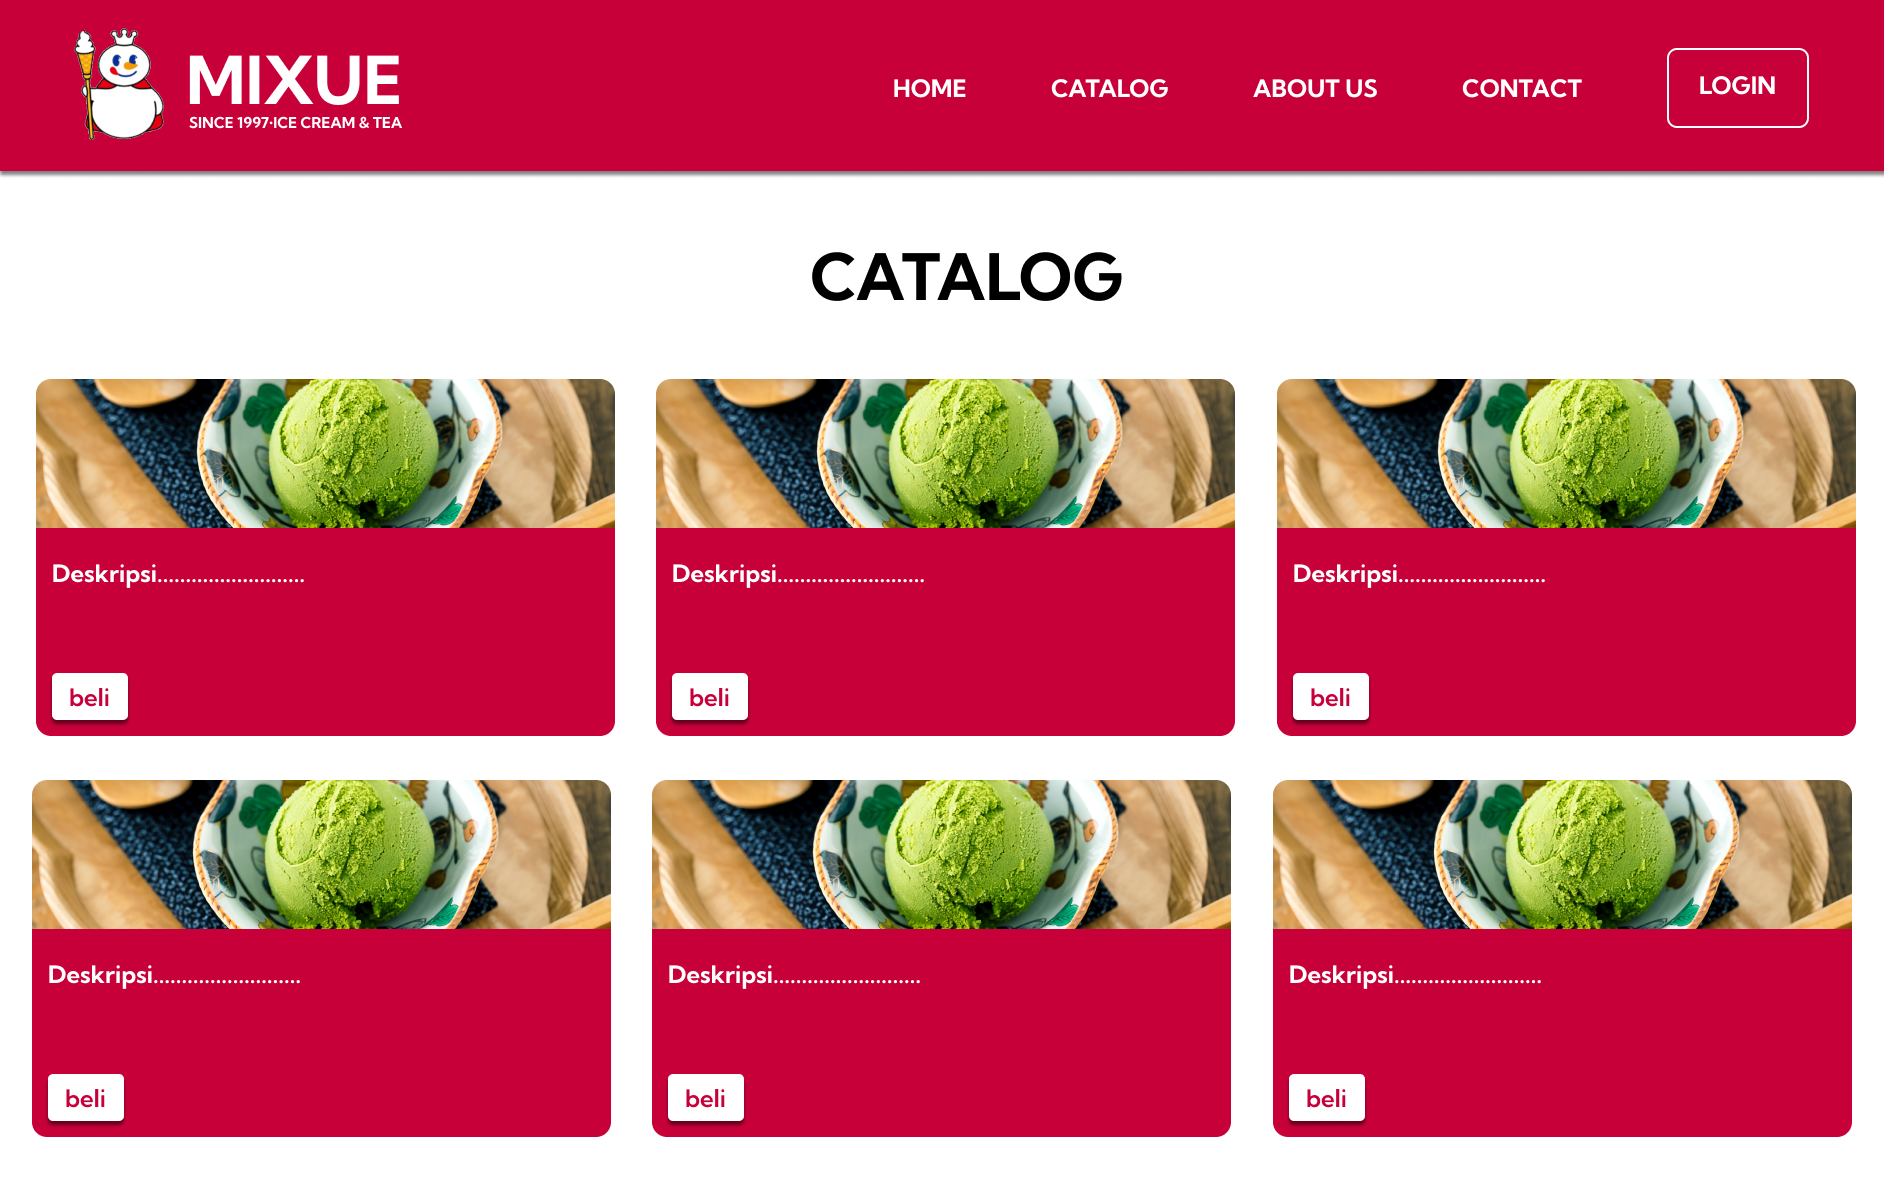 MIXUE
SINCE 1997·ICE CREAM & TEA
HOME
CATALOG
ABOUT US
CONTACT
LOGIN
CATALOG
Deskripsi..........................
Deskripsi..........................
Deskripsi..........................
beli
beli
beli
Deskripsi..........................
Deskripsi..........................
Deskripsi..........................
beli
beli
beli